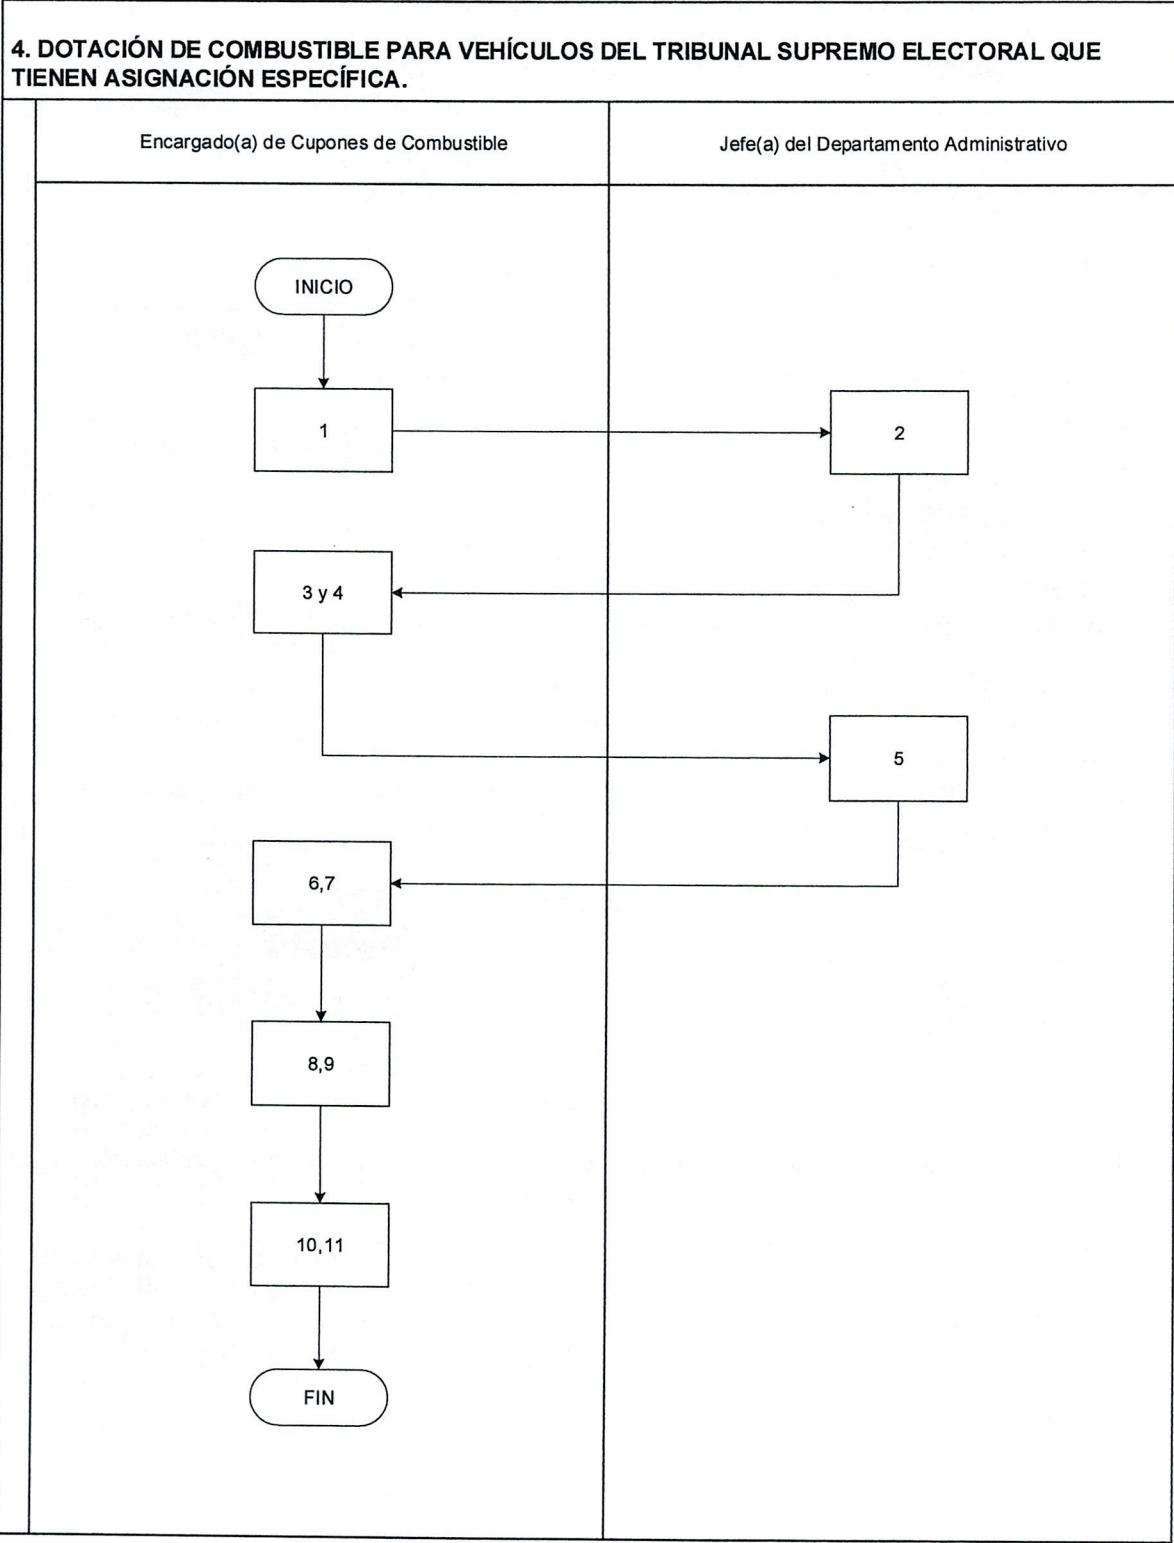 4. DOTACIÓN DE COMBUSTIBLE PARA VEHÍCULOS DEL TRIBUNAL SUPREMO ELECTORAL QUE
TIENEN ASIGNACIÓN ESPECÍFICA.
Encargado(a) de Cupones de Combustible
Jefe(a) del Departamento Administrativo
INICIO
1
2
3 y 4
5
6,7
8,9
10,11
FIN